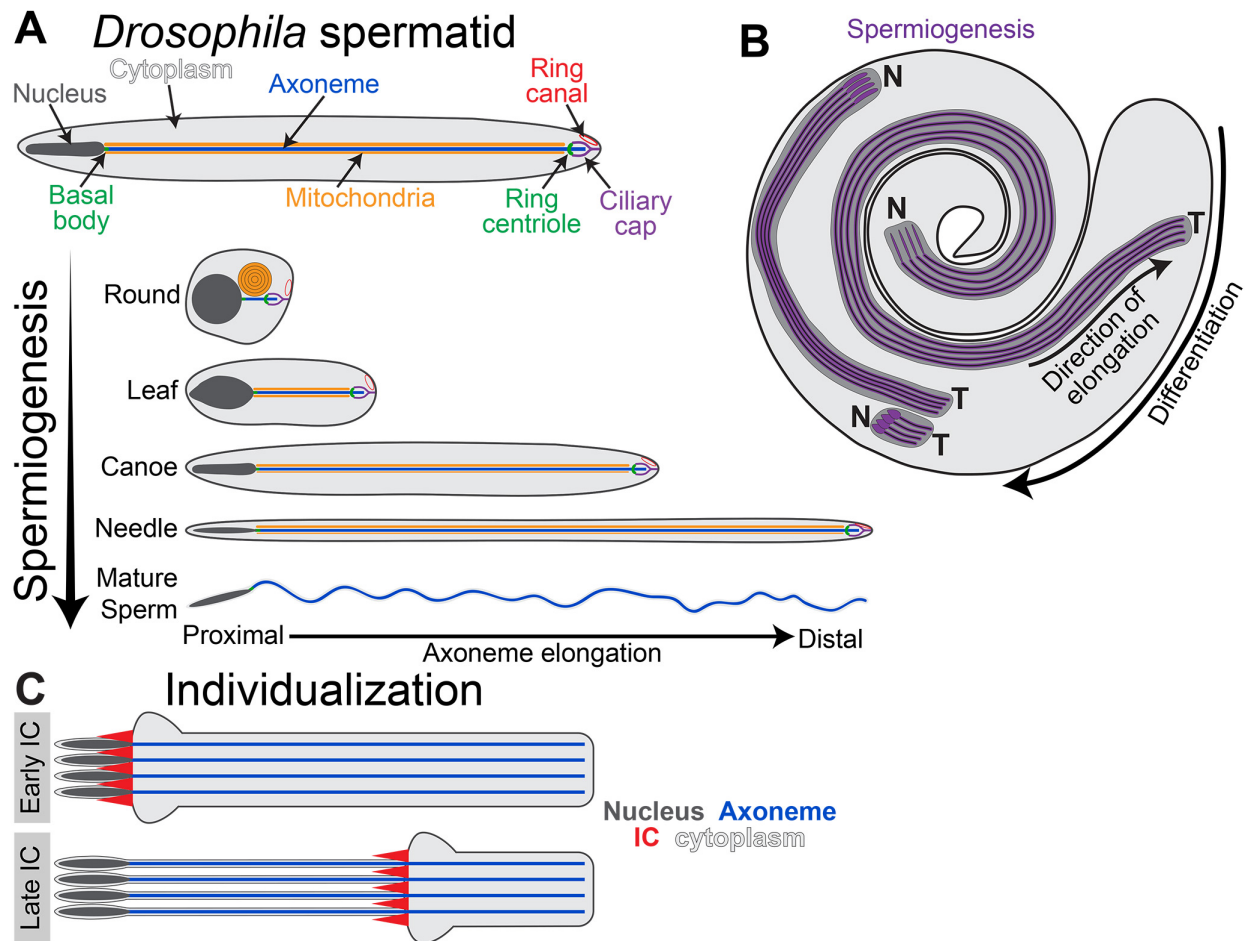 A
Drosophila spermatid
Cytoplasm
Nucleus
Axoneme
Ring
canal
Basal
body
Mitochondria
Ring
centriole
Ciliary
cap
Spermiogenesis
Round
Leaf
Canoe
Needle
Mature
Sperm
Proximal
Distal
Axoneme elongation
B
Spermiogenesis
N
N
T
T
N
T
Direction of
elongation
Differentiation
C
Individualization
Early IC
Late IC
Nucleus Axoneme
IC cytoplasm